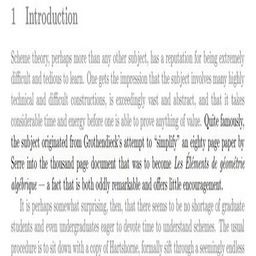 1 Introduction
Scheme theory, perhaps more than any other subject, has a reputation for being extremely
difficult and tedious to learn. One gets the impression that the subject involves many highly
technical and difficult constructions, is exceedingly vast and abstract, and that it takes
considerable time and energy before one is able to prove anything of value. Quite famously,
the subject originated from Grothendieck's attempt to "simplify" an eighty page paper by
Serre into the thousand page document that was to become Les Éléments de géométrie
algébrique — a fact that is both oddly remarkable and offers little encouragement.
It is perhaps somewhat surprising, then, that there seems to be no shortage of graduate
students and even undergraduates eager to devote time to understand schemes. The usual
procedure is to sit down with a copy of Hartshorne, formally sift through a seemingly endless